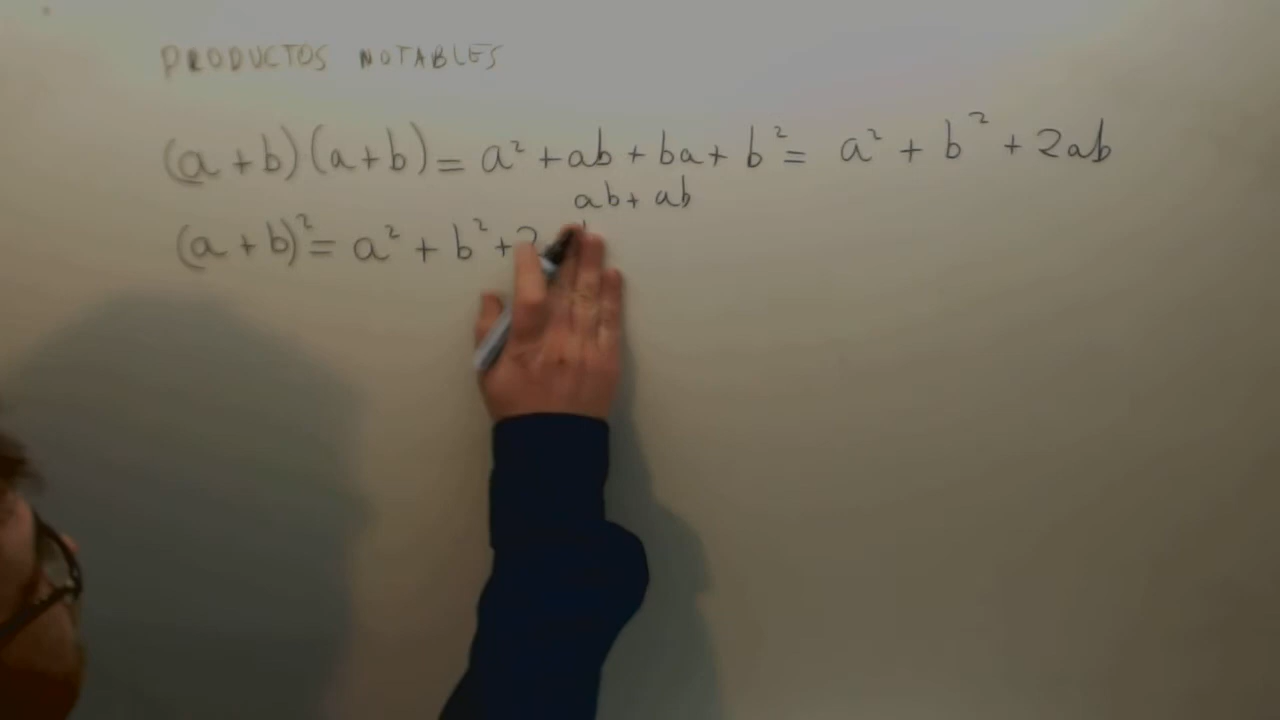 PRODUCTOS NOTABLES
(a+b)(a+b) = a² + ab + ba + b² = a² + b² + 2ab
ab + ab
(a+b)² = a² + b² + 2